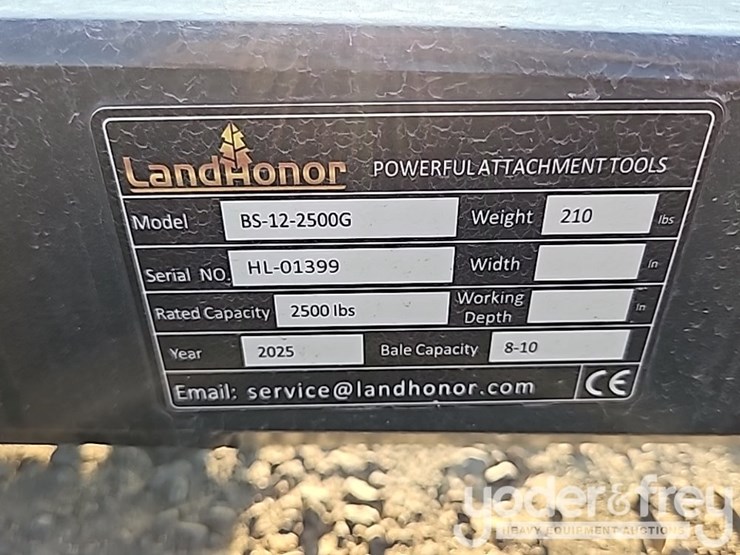 LandHonor POWERFUL ATTACHMENT TOOLS
Model BS-12-2500G Weight 210 lbs
Serial NO. HL-01399 Width in
Rated Capacity 2500 lbs Working Depth in
Year 2025 Bale Capacity 8-10
Email: service@landhonor.com CE
yoder&frey
HEAVY EQUIPMENT AUCTIONS